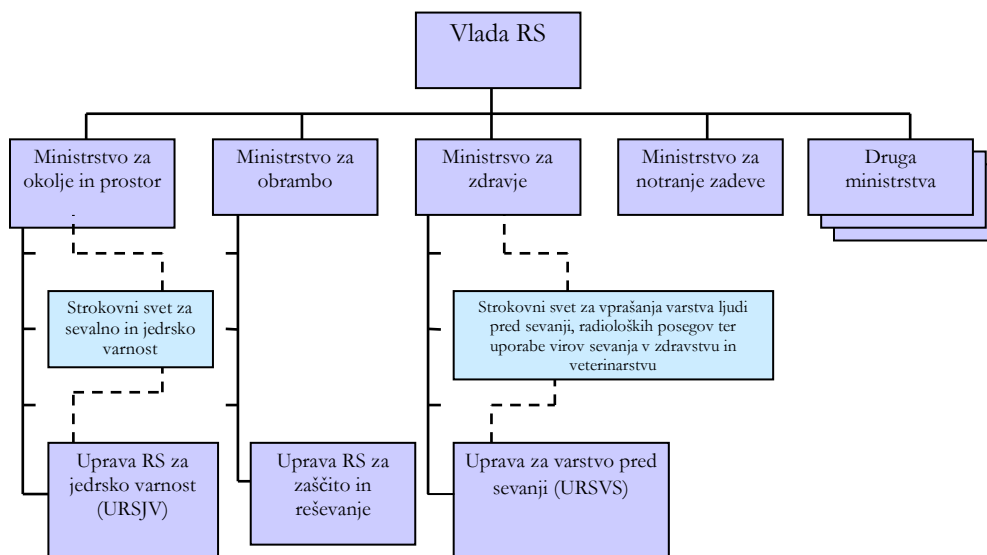 Vlada RS
Ministrstvo za
okolje in prostor
Ministrstvo za
obrambo
Ministrsvo za
zdravje
Ministrstvo za
notranje zadeve
Druga
ministrstva
Strokovni svet za
sevalno in jedrsko
varnost
Strokovni svet za vprašanja varstva ljudi
pred sevanji, radioloških posegov ter
uporabe virov sevanja v zdravstvu in
veterinarstvu
Uprava RS za
jedrsko varnost
(URSJV)
Uprava RS za
zaščito in
reševanje
Uprava za varstvo pred
sevanji (URSVS)